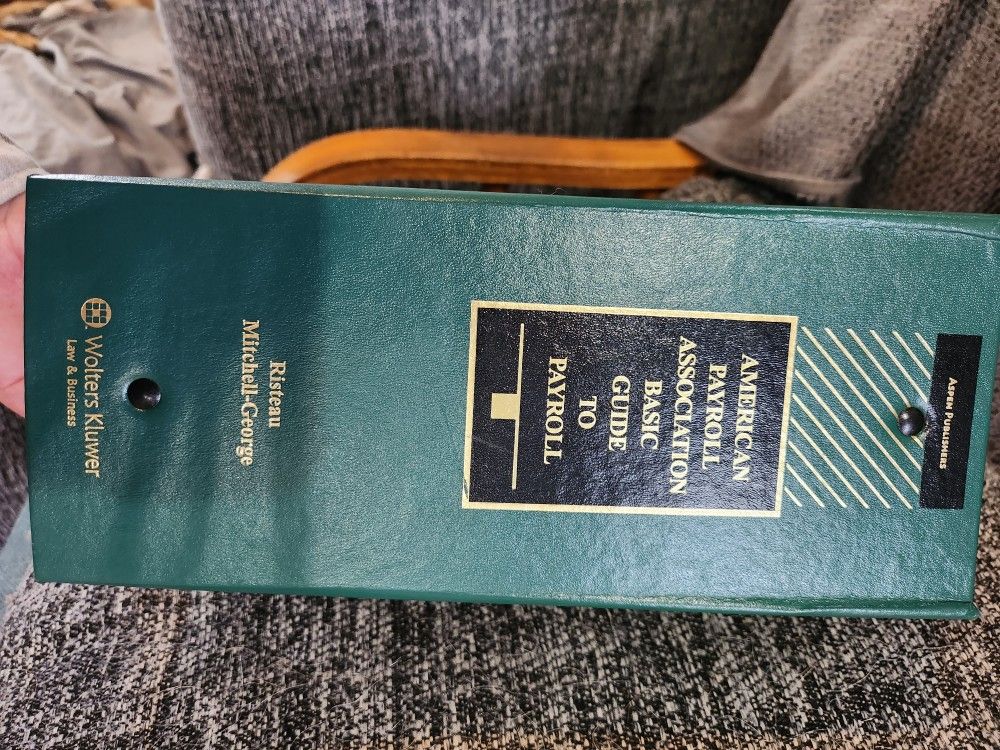 ASPEN PUBLISHERS
AMERICAN
PAYROLL
ASSOCIATION
BASIC
GUIDE
TO
PAYROLL
Risteau
Mitchell-George
Wolters Kluwer
Law & Business